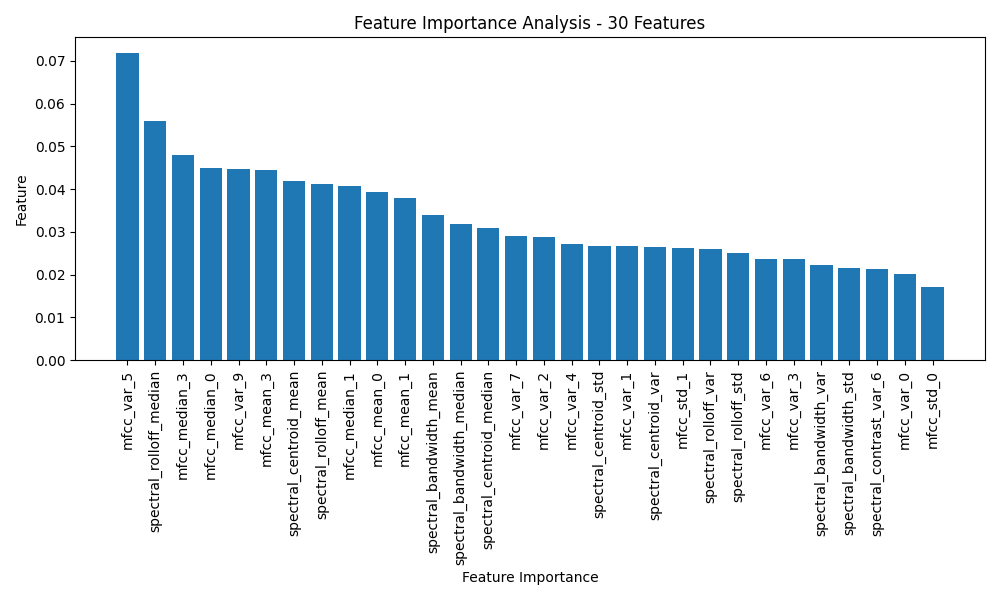 Feature Importance Analysis - 30 Features
Feature
0.07
0.06
0.05
0.04
0.03
0.02
0.01
0.00
mfcc_var_5
spectral_rolloff_median
mfcc_median_3
mfcc_median_0
mfcc_var_9
mfcc_mean_3
spectral_centroid_mean
spectral_rolloff_mean
mfcc_median_1
mfcc_mean_0
mfcc_mean_1
spectral_bandwidth_mean
spectral_bandwidth_median
spectral_centroid_median
mfcc_var_7
mfcc_var_2
mfcc_var_4
spectral_centroid_std
mfcc_var_1
spectral_centroid_var
mfcc_std_1
spectral_rolloff_var
spectral_rolloff_std
mfcc_var_6
mfcc_var_3
spectral_bandwidth_var
spectral_bandwidth_std
spectral_contrast_var_6
mfcc_var_0
mfcc_std_0
Feature Importance